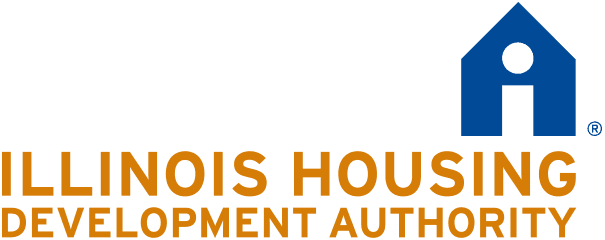 ®
ILLINOIS HOUSING
DEVELOPMENT AUTHORITY